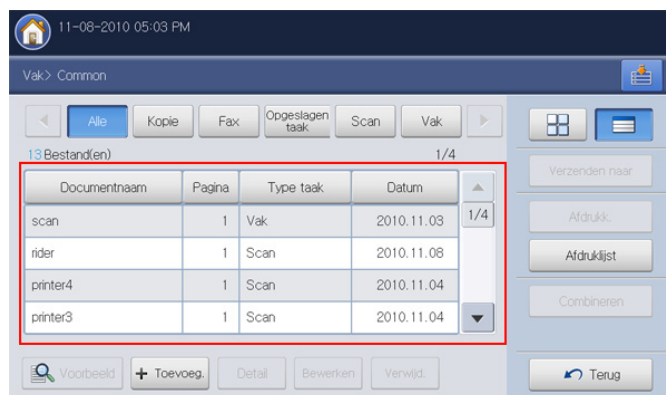 11-08-2010 05:03 PM
Vak> Common
Alle Kopie Fax Opgeslagen taak Scan Vak
13 Bestand(en) 1/4
Verzenden naar
Documentnaam Pagina Type taak Datum
scan 1 Vak 2010.11.03 1/4
Afdrukk.
rider 1 Scan 2010.11.08
Afdruklijst
printer4 1 Scan 2010.11.04
Combineren
printer3 1 Scan 2010.11.04
Voorbeeld + Toevoeg. Detail Bewerken Verwijd. Terug